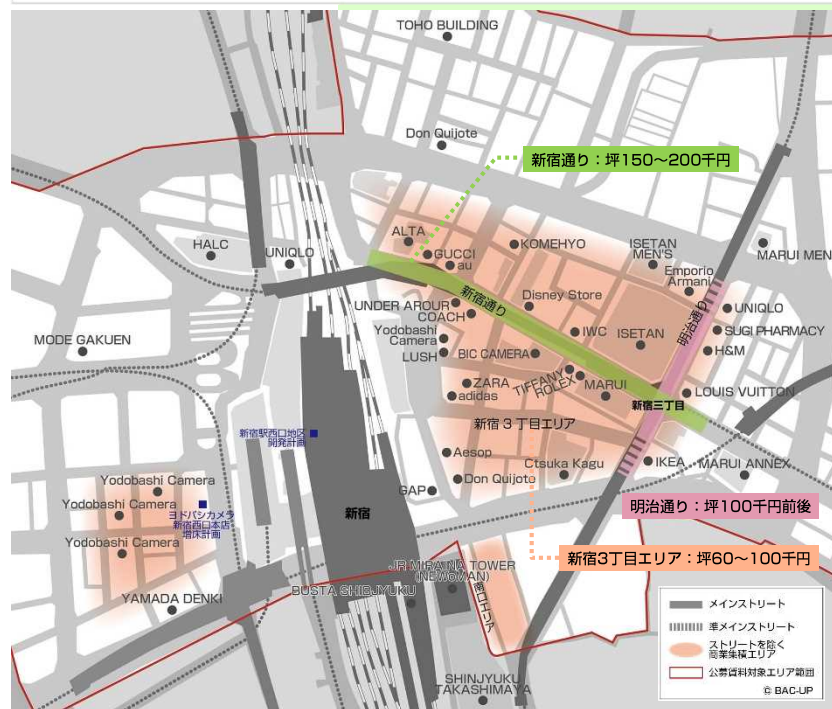 TOHO BUILDING
Don Quijote
新宿通り：坪150～200千円
ALTA
GUCCI
au
KOMEHYO
ISETAN
MEN'S
MARUI MEN
HALC
UNIQLO
Emporio
Armani
UNDER AROUR
COACH
新宿通り
Disney Store
明治通り
UNIQLO
SUGI PHARMACY
H&M
Yodobashi
Camera
LUSH
BIC CAMERA
IWC
ISETAN
MODE GAKUEN
TIFFANY
ROLEX
ZARA
adidas
MARUI
LOUIS VUITTON
新宿三丁目
新宿３丁目エリア
新宿駅西口地区
開発計画
Aesop
Ctsuka Kagu
IKEA
MARUI ANNEX
Don Quijote
GAP
Yodobashi Camera
Yodobashi Camera
ヨドバシカメラ
新宿西口本店
増床計画
Yodobashi Camera
新宿
明治通り：坪100千円前後
新宿3丁目エリア：坪60～100千円
YAMADA DENKI
BUSTA SHIBJYUKU
JR MIRAINA TOWER
(NEWoMAN)
SHINJYUKU
TAKASHIMAYA
メインストリート
準メインストリート
ストリートを除く
商業集積エリア
公募賃料対象エリア範囲
© BAC-UP